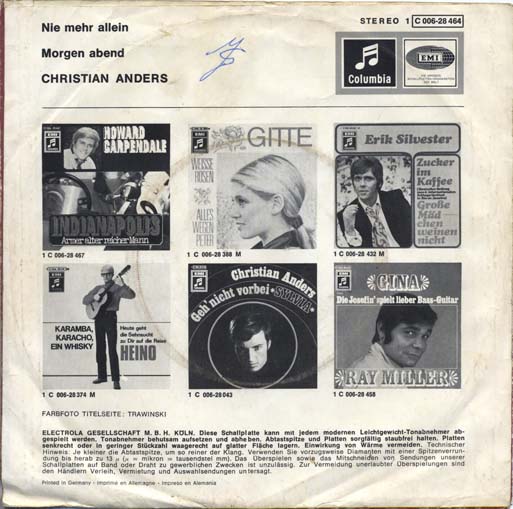 Nie mehr allein
Morgen abend
CHRISTIAN ANDERS
STEREO 1 C 006-28 464
Columbia
EMI
HOWARD
CARPENDALE
INDIANAPOLIS
Armer alter reicher Mann
1 C 006-28 467
GITTE
WEISSE
ROSEN
ALLES
WEGEN
PETER
1 C 006-28 388 M
Erik Silvester
Zucker
im
Kaffee
Große
Mäd
chen
weinen
nicht
1 C 006-28 432 M
KARAMBA,
KARACHO,
EIN WHISKY
Heute geht
die Sehnsucht
zu Dir auf die Reise
HEINO
1 C 006-28 374 M
Christian Anders
Geh' nicht vorbei · SYLVIA ·
1 C 006-28 043
GINA
Die Josefin' spielt lieber Bass-Guitar
RAY MILLER
1 C 006-28 458
FARBFOTO TITELSEITE: TRAWINSKI
ELECTROLA GESELLSCHAFT M. B. H. KÖLN. Diese Schallplatte kann mit jedem modernen Leichtgewicht-Tonabnehmer ab-
gespielt werden. Tonabnehmer behutsam aufsetzen und abheben. Abtastspitze und Platten sorgfältig staubfrei halten. Platten
senkrecht oder in geringer Stückzahl waagerecht auf glatter Fläche lagern. Einwirkung von Wärme vermeiden. Technischer
Hinweis: Je kleiner die Abtastspitze, um so reiner der Klang. Verwenden Sie vorzugsweise Diamanten mit einer Spitzenverrun-
dung bis herab zu 13 µ (µ = mikron = tausendstel mm). Das Überspielen sowie das Mitschneiden von Sendungen unserer
Schallplatten auf Band oder Draht zu gewerblichen Zwecken ist unzulässig. Zur Vermeidung unerlaubter Überspielungen sind
den Händlern Verleih, Vermietung und Auswahlsendungen untersagt.
Printed in Germany - Imprimé en Allemagne - Impreso en Alemania